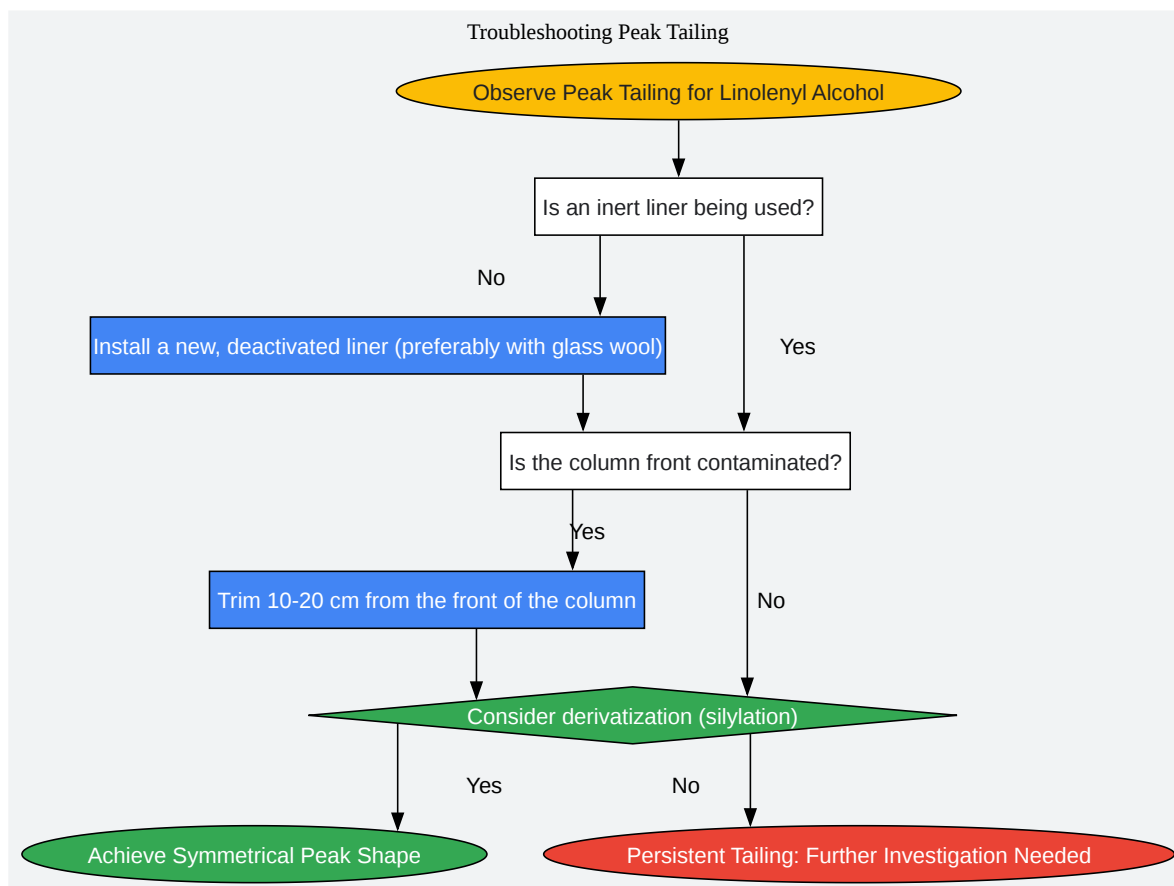 Troubleshooting Peak Tailing
Observe Peak Tailing for Linolenyl Alcohol
Is an inert liner being used?
No
Install a new, deactivated liner (preferably with glass wool)
Yes
Is the column front contaminated?
Yes
Trim 10-20 cm from the front of the column
No
Consider derivatization (silylation)
Yes
No
Achieve Symmetrical Peak Shape
Persistent Tailing: Further Investigation Needed